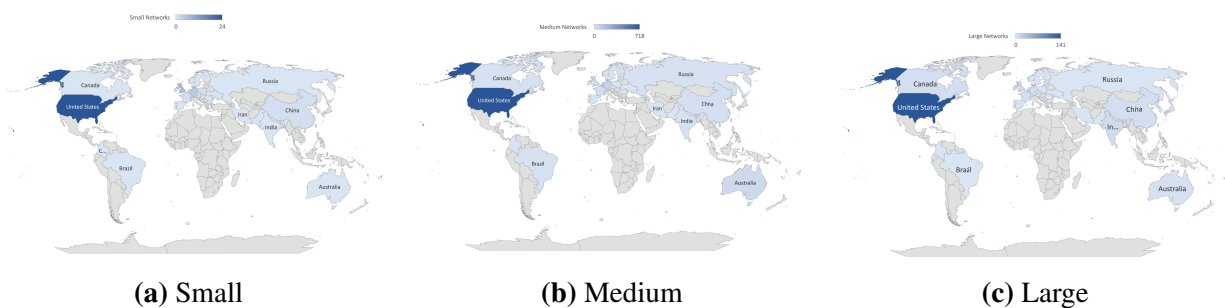 Small Networks
0 24
Canada
Russia
United States
China
Iran
India
C...
Brazil
Australia
(a) Small
Medium Networks
0 718
Canada
Russia
United States
Chha
Iran
India
Brazil
Australia
(b) Medium
Large Networks
0 141
Canada
Russia
United States
Chha
In...
Brazil
Australia
(c) Large